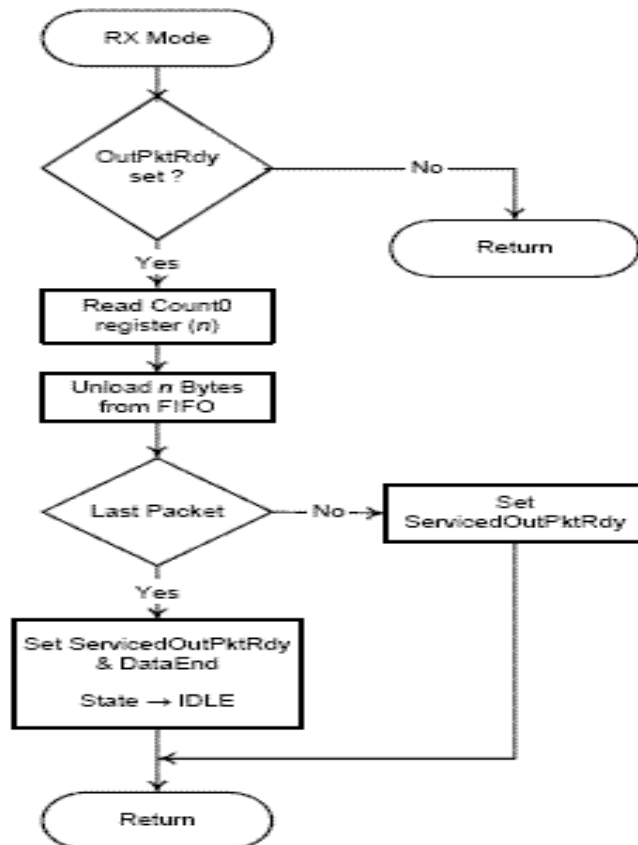 RX Mode
OutPktRdy
set ?
No
Return
Yes
Read Count0
register (n)
Unload n Bytes
from FIFO
Last Packet
No
Set
ServicedOutPktRdy
Yes
Set ServicedOutPktRdy
& DataEnd
State → IDLE
Return